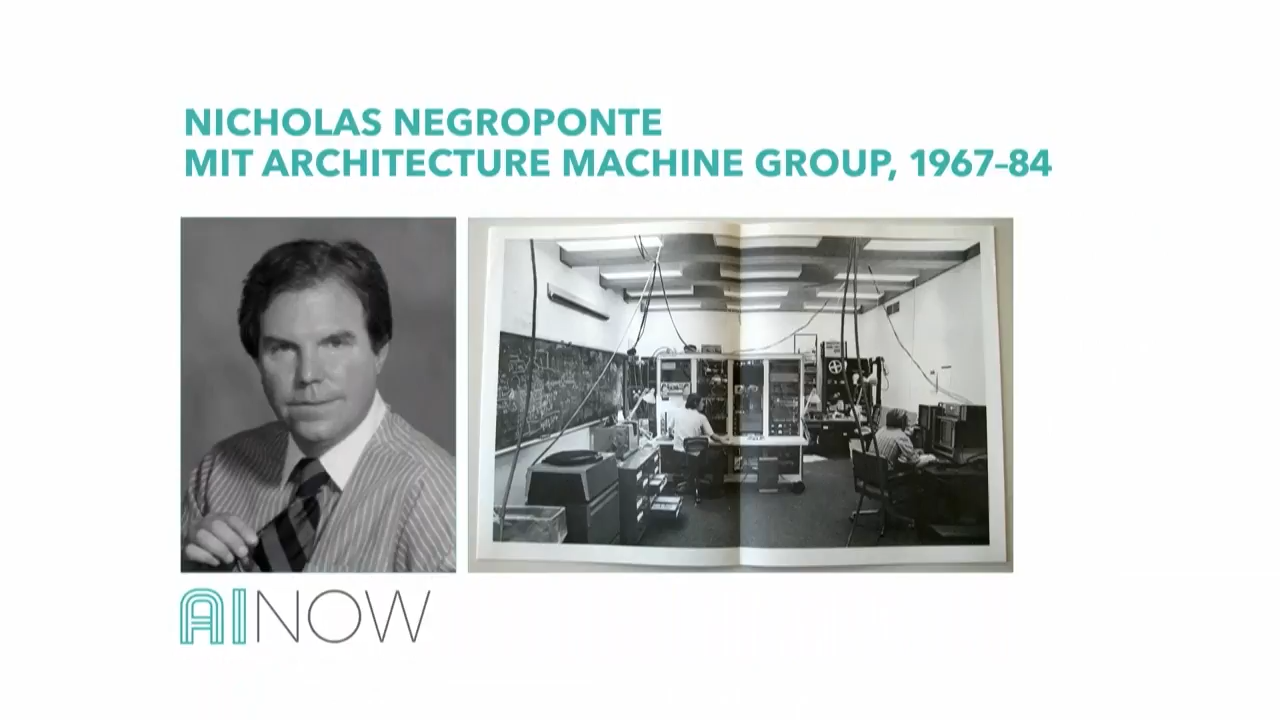 NICHOLAS NEGROPONTE
MIT ARCHITECTURE MACHINE GROUP, 1967–84
AINOW